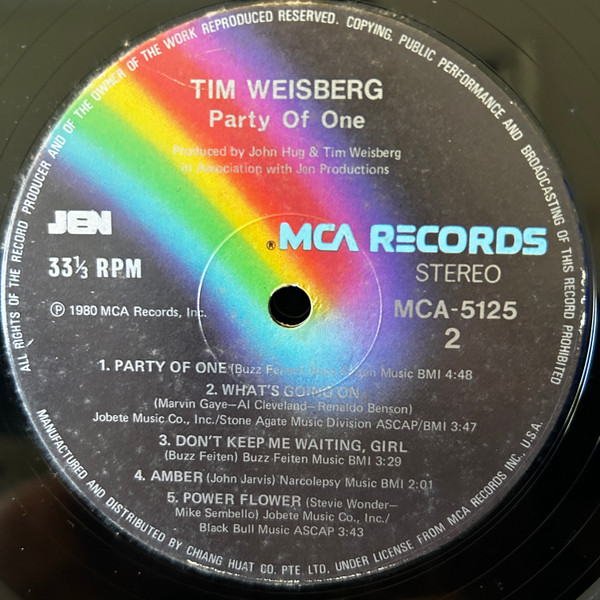 ALL RIGHTS OF THE RECORD PRODUCER AND OF THE OWNER OF THE WORK REPRODUCED RESERVED. COPYING, PUBLIC PERFORMANCE AND BROADCASTING OF THIS RECORD PROHIBITED
TIM WEISBERG
Party Of One
Produced by John Hug & Tim Weisberg
in Association with Jen Productions
JEN
® MCA RECORDS
33⅓ RPM
STEREO
℗ 1980 MCA Records, Inc.
MCA-5125
2
1. PARTY OF ONE (Buzz Feiten) Music BMI 4:48
2. WHAT'S GOING ON
(Marvin Gaye—Al Cleveland—Renaldo Benson)
Jobete Music Co., Inc./Stone Agate Music Division ASCAP/BMI 3:47
3. DON'T KEEP ME WAITING, GIRL
(Buzz Feiten) Buzz Feiten Music BMI 3:29
4. AMBER (John Jarvis) Narcolepsy Music BMI 2:01
5. POWER FLOWER (Stevie Wonder—
Mike Sembello) Jobete Music Co., Inc./
Black Bull Music ASCAP 3:43
MANUFACTURED AND DISTRIBUTED BY CHIANG HUAT CO. PTE. LTD. UNDER LICENSE FROM MCA RECORDS INC., U.S.A.